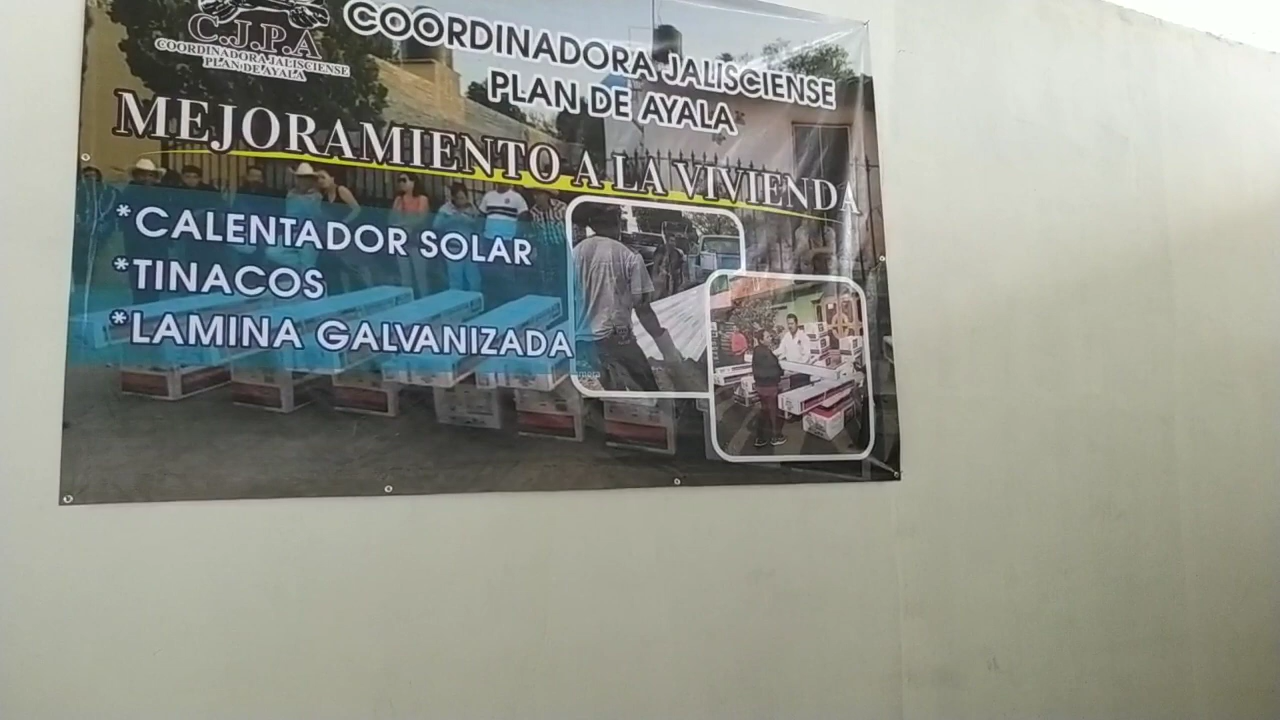 C.J.P.A
COORDINADORA JALISCIENSE
PLAN DE AYALA
COORDINADORA JALISCIENSE
PLAN DE AYALA
MEJORAMIENTO A LA VIVIENDA
*CALENTADOR SOLAR
*TINACOS
*LAMINA GALVANIZADA